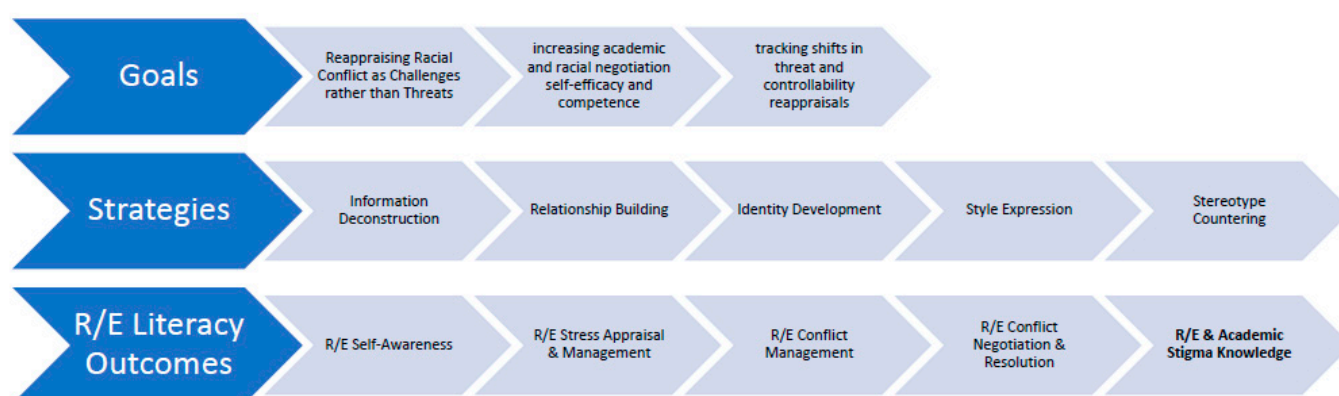 Goals
Reappraising Racial
Conflict as Challenges
rather than Threats
increasing academic
and racial negotiation
self-efficacy and
competence
tracking shifts in
threat and
controllability
reappraisals
Strategies
Information
Deconstruction
Relationship Building
Identity Development
Style Expression
Stereotype
Countering
R/E Literacy
Outcomes
R/E Self-Awareness
R/E Stress Appraisal
& Management
R/E Conflict
Management
R/E Conflict
Negotiation &
Resolution
R/E & Academic
Stigma Knowledge